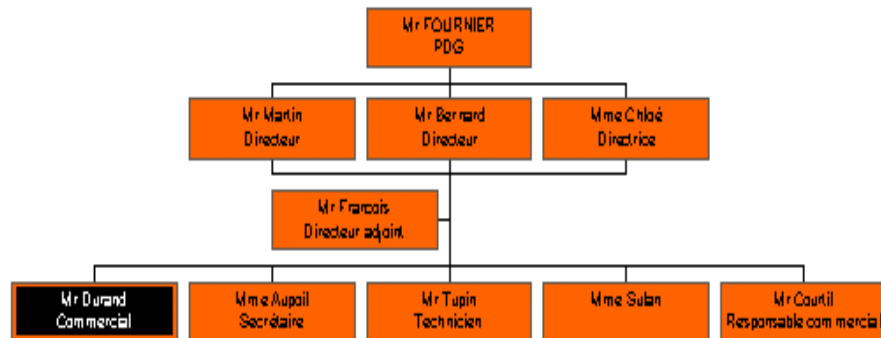 Mr FOURNIER
PDG
Mr Martin
Directeur
Mr Bernard
Directeur
Mme Chloé
Directrice
Mr Francois
Directeur adjoint
Mr Durand
Commercial
Mme Aupoil
Secrétaire
Mr Tupin
Technicien
Mme Sulan
Mr Courtil
Responsable commercial